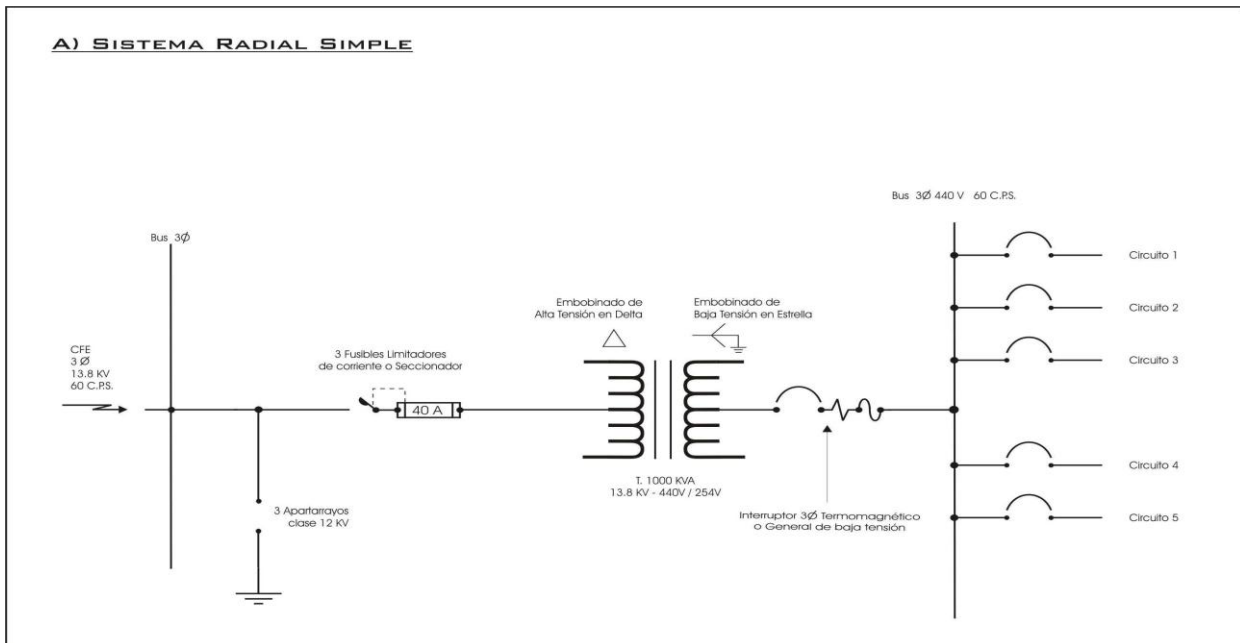 A) SISTEMA RADIAL SIMPLE
Bus 3Ø 440 V 60 C.P.S.
Bus 3Ø
Circuito 1
Circuito 2
Circuito 3
Circuito 4
Circuito 5
Embobinado de
Alta Tensión en Delta
Embobinado de
Baja Tensión en Estrella
CFE
3 Ø
13.8 KV
60 C.P.S.
3 Fusibles Limitadores
de corriente o Seccionador
40 A
T. 1000 KVA
13.8 KV - 440V / 254V
3 Apartarrayos
clase 12 KV
Interruptor 3Ø Termomagnético
o General de baja tensión